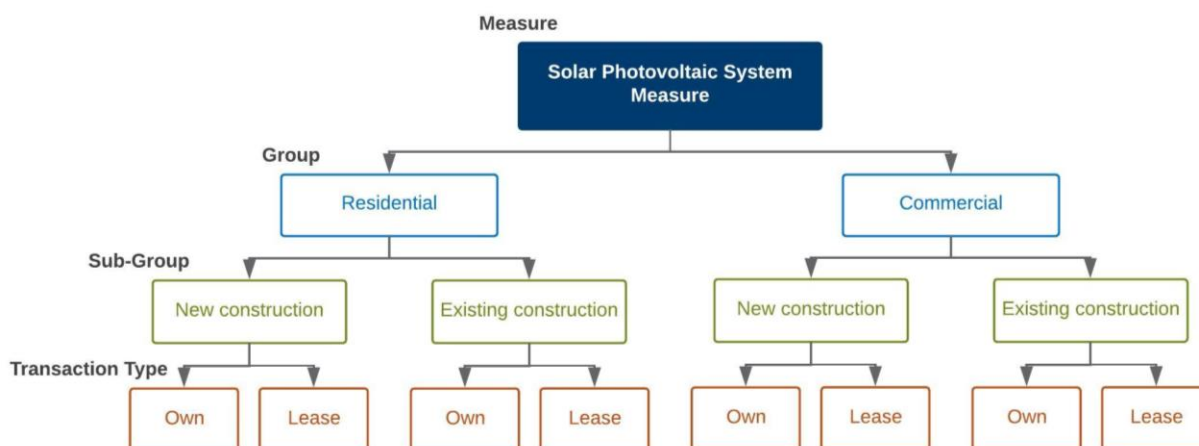 Measure
Solar Photovoltaic System
Measure
Group
Residential
Commercial
Sub-Group
New construction
Existing construction
New construction
Existing construction
Transaction Type
Own
Lease
Own
Lease
Own
Lease
Own
Lease